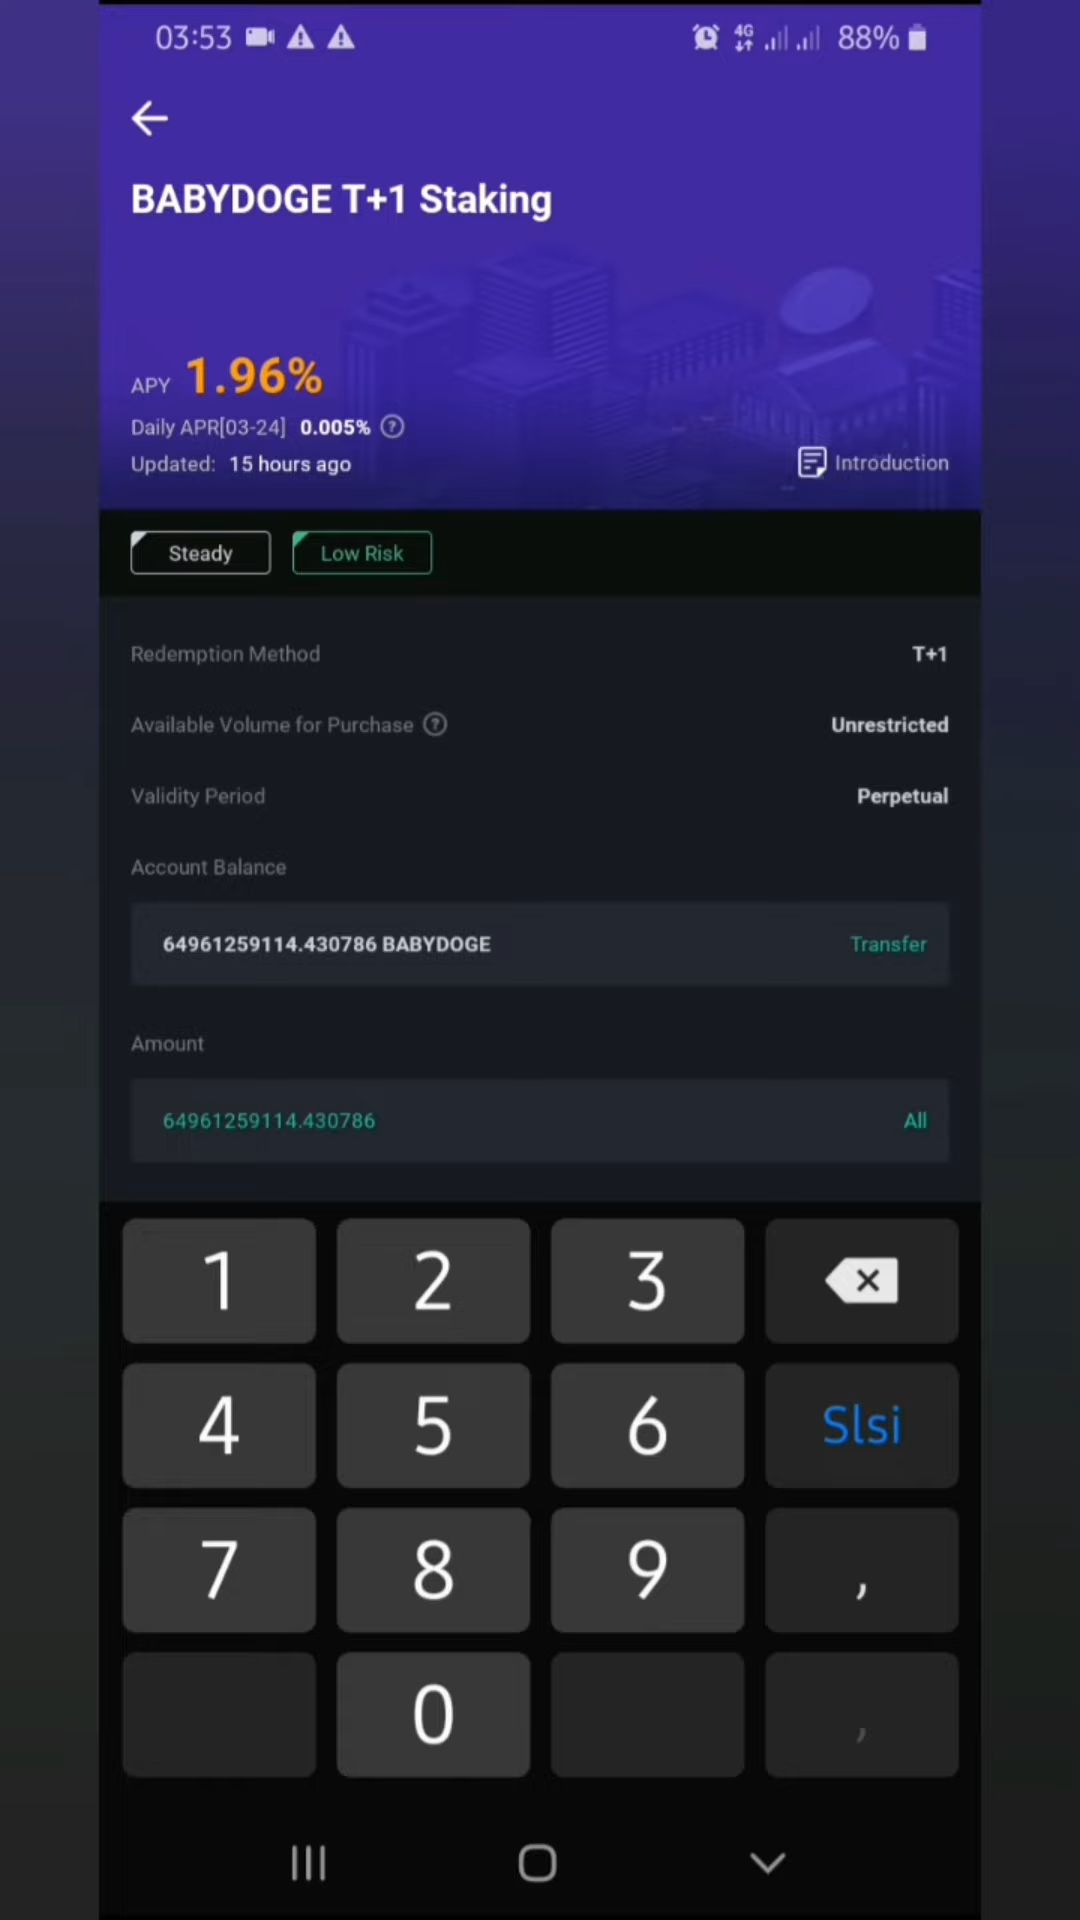 03:53 4G 88%
BABYDOGE T+1 Staking
APY 1.96%
Daily APR[03-24] 0.005% ?
Updated: 15 hours ago
Introduction
Steady Low Risk
Redemption Method T+1
Available Volume for Purchase ? Unrestricted
Validity Period Perpetual
Account Balance
64961259114.430786 BABYDOGE Transfer
Amount
64961259114.430786 All
1 2 3
4 5 6 Slsi
7 8 9 ,
0 ,